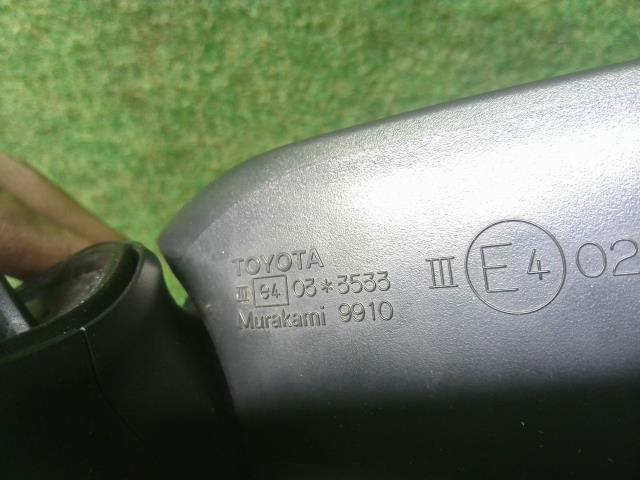 TOYOTA
III 94 03*3533
Murakami 9910
III E4 02